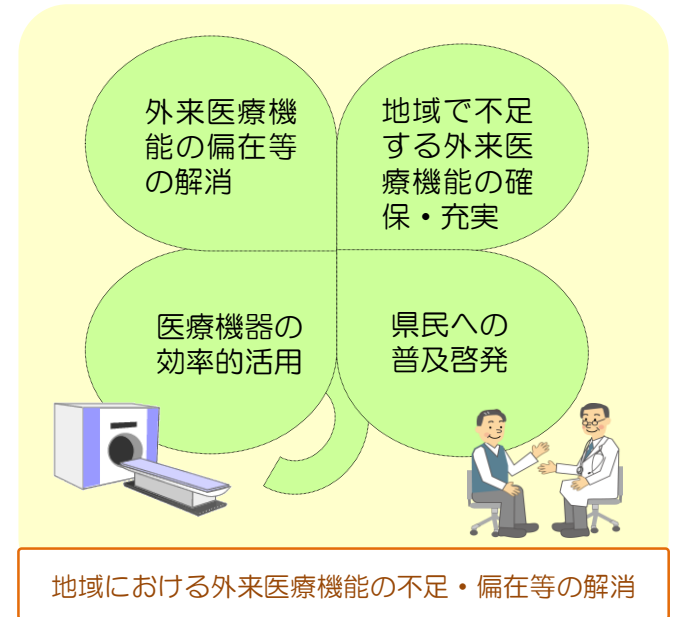 外来医療機
能の偏在等
の解消
地域で不足
する外来医
療機能の確
保・充実
医療機器の
効率的活用
県民への
普及啓発
地域における外来医療機能の不足・偏在等の解消